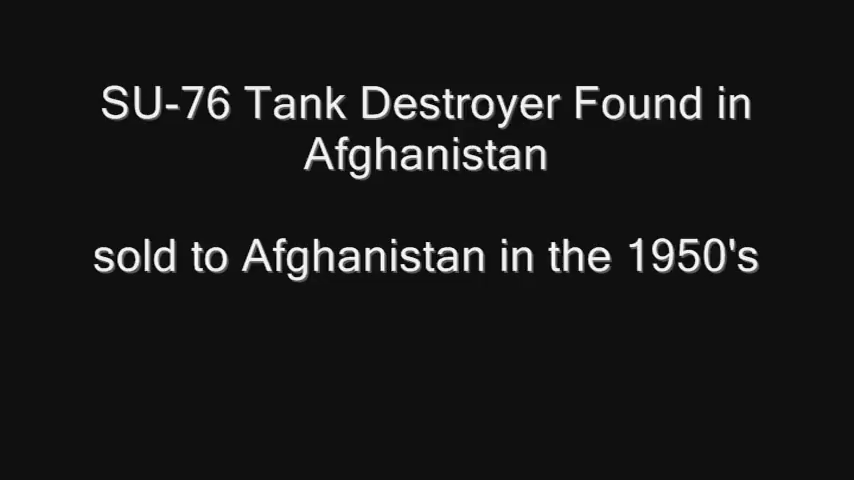 SU-76 Tank Destroyer Found in
Afghanistan
sold to Afghanistan in the 1950's